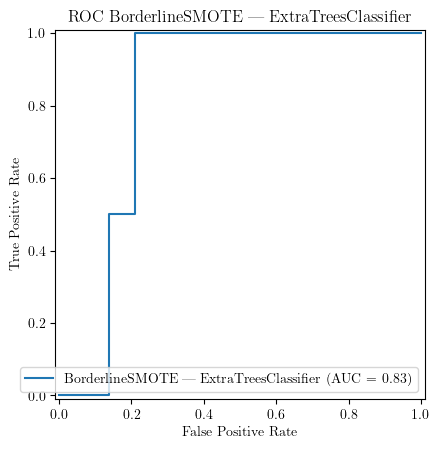 ROC BorderlineSMOTE — ExtraTreesClassifier
1.0
0.8
0.6
0.4
0.2
0.0
True Positive Rate
BorderlineSMOTE — ExtraTreesClassifier (AUC = 0.83)
0.0 0.2 0.4 0.6 0.8 1.0
False Positive Rate